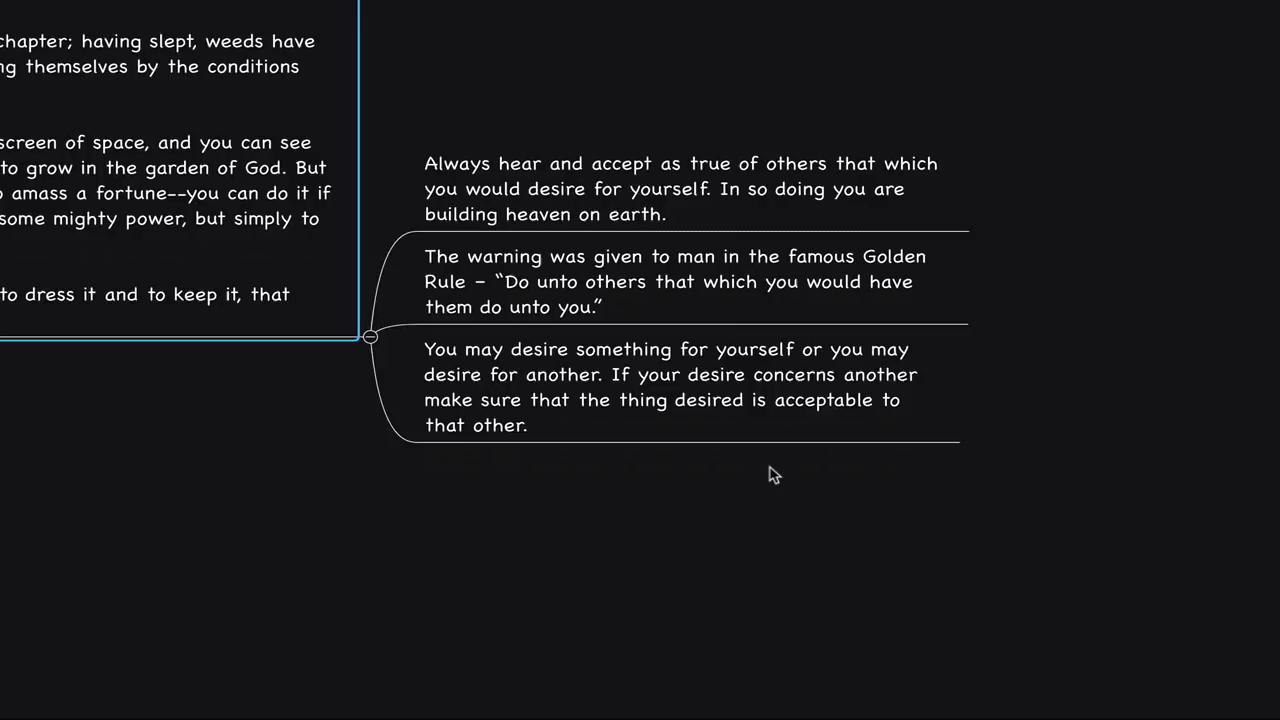 chapter; having slept, weeds have
themselves by the conditions
screen of space, and you can see
to grow in the garden of God. But
amass a fortune--you can do it if
some mighty power, but simply to
to dress it and to keep it, that
Always hear and accept as true of others that which
you would desire for yourself. In so doing you are
building heaven on earth.
The warning was given to man in the famous Golden
Rule – “Do unto others that which you would have
them do unto you.”
You may desire something for yourself or you may
desire for another. If your desire concerns another
make sure that the thing desired is acceptable to
that other.